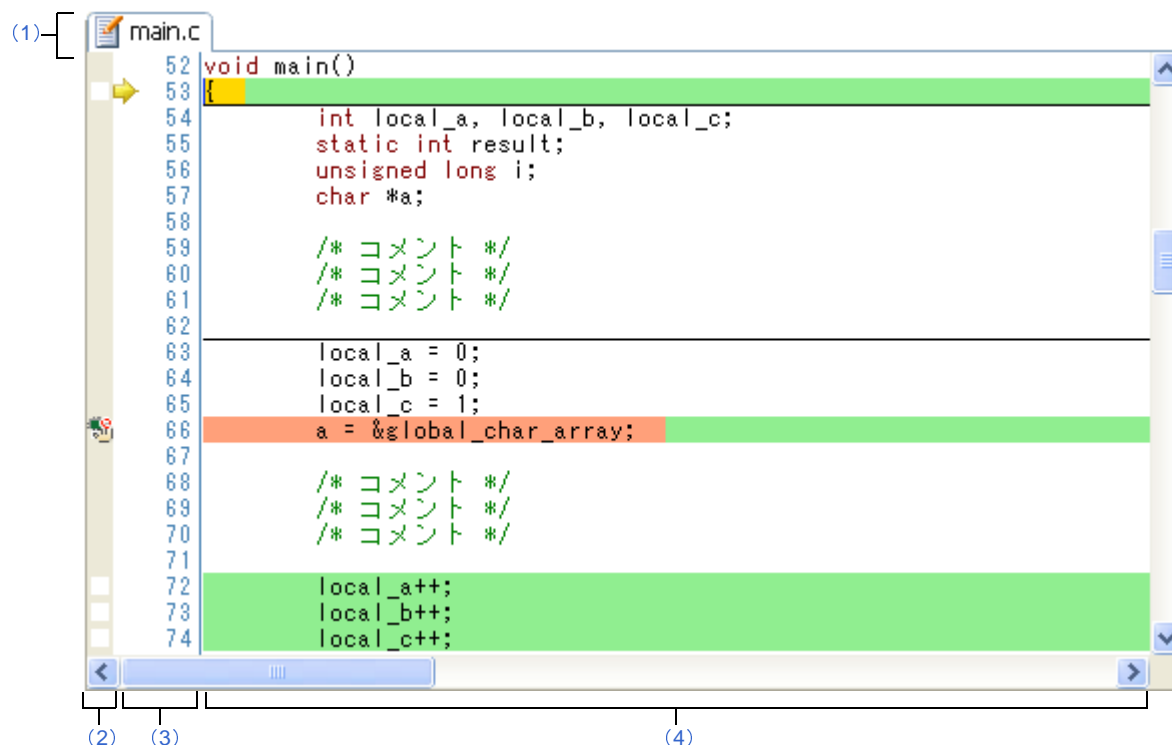 (1)
main.c
52 void main()
53 {
54 int local_a, local_b, local_c;
55 static int result;
56 unsigned long i;
57 char *a;
58
59 /* コメント */
60 /* コメント */
61 /* コメント */
62
63 local_a = 0;
64 local_b = 0;
65 local_c = 1;
66 a = &global_char_array;
67
68 /* コメント */
69 /* コメント */
70 /* コメント */
71
72 local_a++;
73 local_b++;
74 local_c++;
(2) (3) (4)